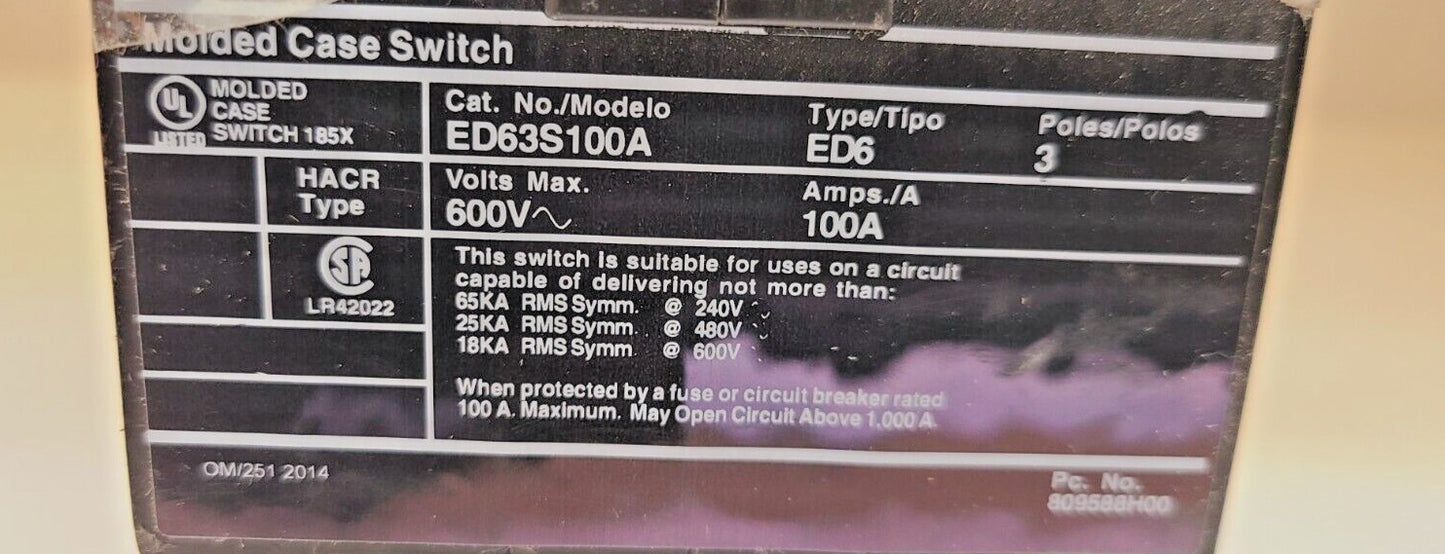 Molded Case Switch
UL LISTED
MOLDED
CASE
SWITCH 185X
Cat. No./Modelo
ED63S100A
Type/Tipo
ED6
Poles/Polos
3
HACR
Type
Volts Max.
600V~
Amps./A
100A
SA
LR42022
This switch is suitable for uses on a circuit
capable of delivering not more than:
65KA RMS Symm. @ 240V ~
25KA RMS Symm. @ 480V ~
18KA RMS Symm. @ 600V
When protected by a fuse or circuit breaker rated
100 A. Maximum. May Open Circuit Above 1,000 A.
OM/251 2014
Pc. No.